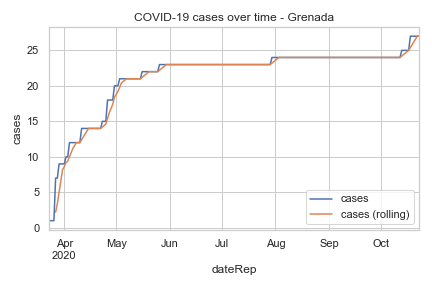 COVID-19 cases over time - Grenada
25
20
15
10
5
0
cases
cases
cases (rolling)
Apr May Jun Jul Aug Sep Oct
2020
dateRep